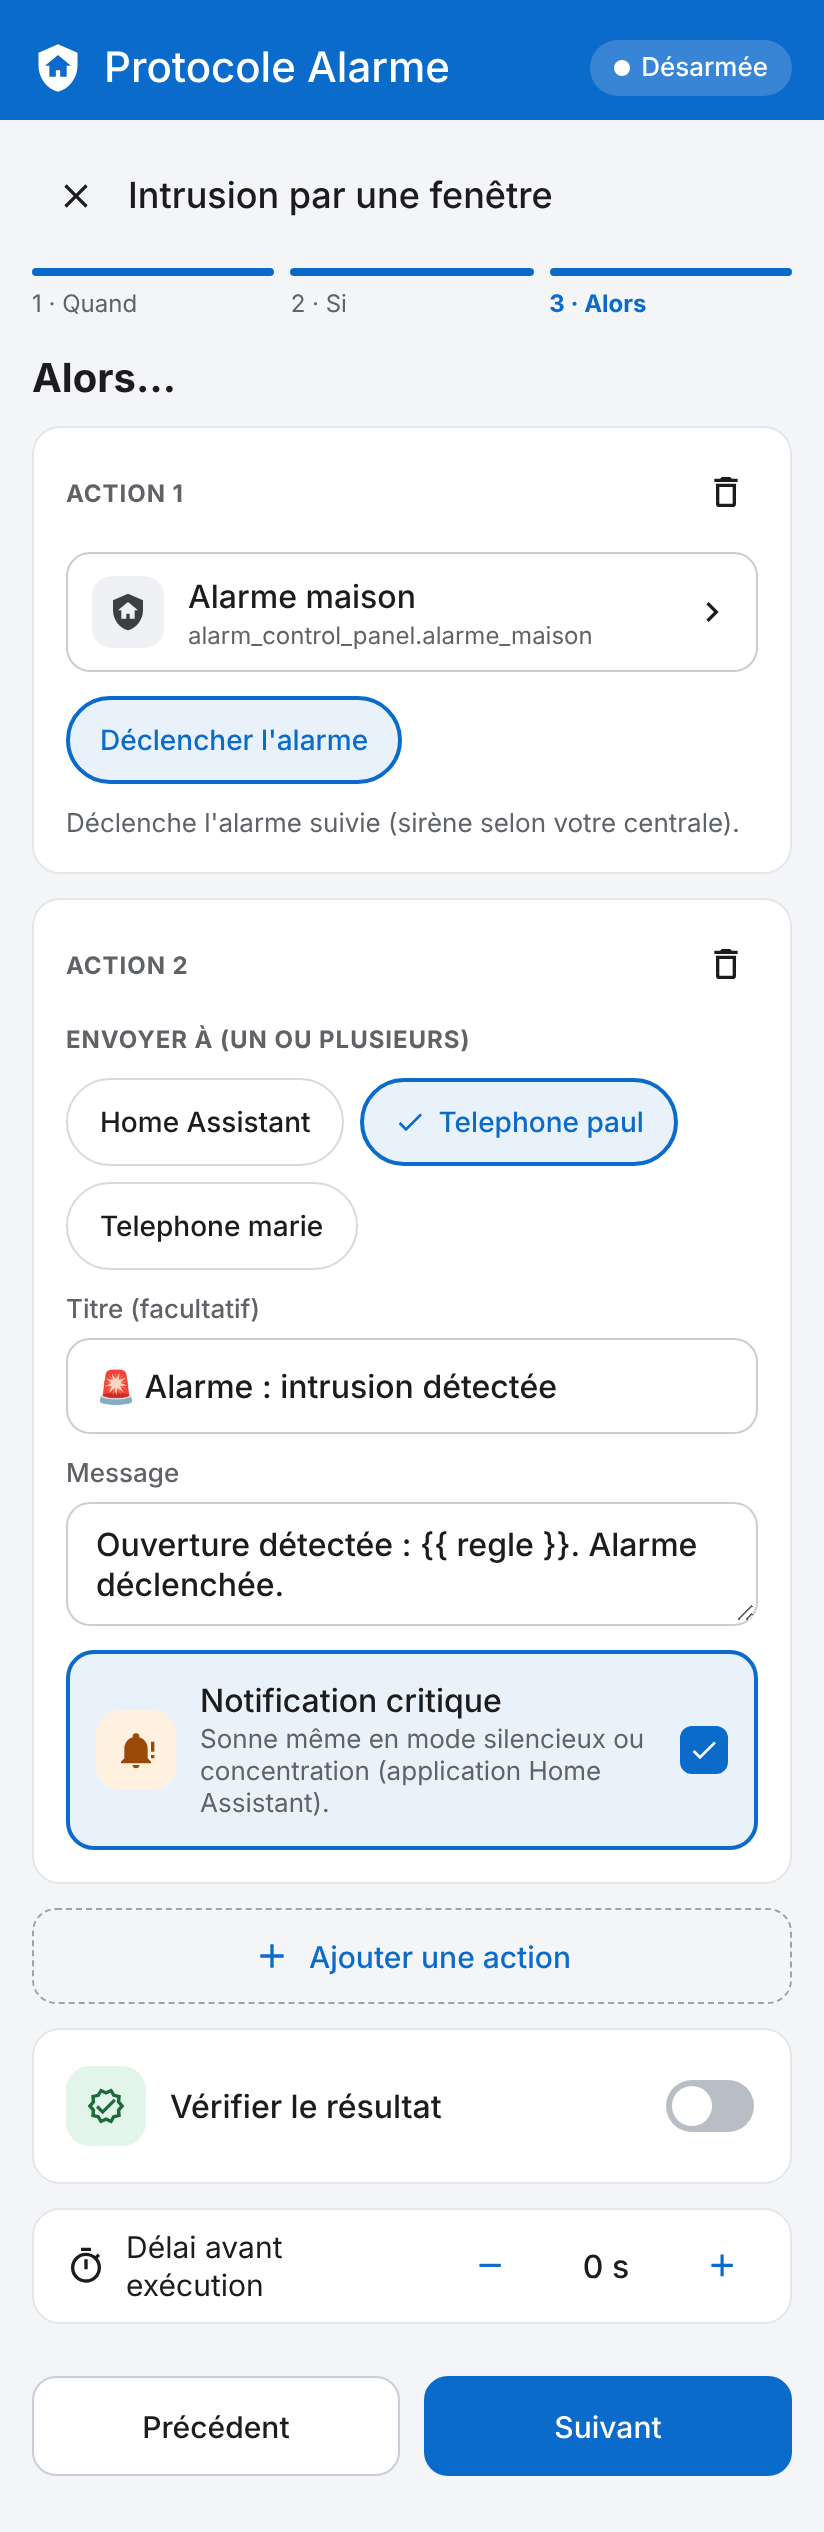 Protocole Alarme
Désarmée
Intrusion par une fenêtre
1 · Quand
2 · Si
3 · Alors
Alors...
ACTION 1
Alarme maison
alarm_control_panel.alarme_maison
Déclencher l'alarme
Déclenche l'alarme suivie (sirène selon votre centrale).
ACTION 2
ENVOYER À (UN OU PLUSIEURS)
Home Assistant
Telephone paul
Telephone marie
Titre (facultatif)
🚨 Alarme : intrusion détectée
Message
Ouverture détectée : {{ regle }}. Alarme
déclenchée.
Notification critique
Sonne même en mode silencieux ou
concentration (application Home
Assistant).
Ajouter une action
Vérifier le résultat
Délai avant
exécution
0 s
Précédent
Suivant